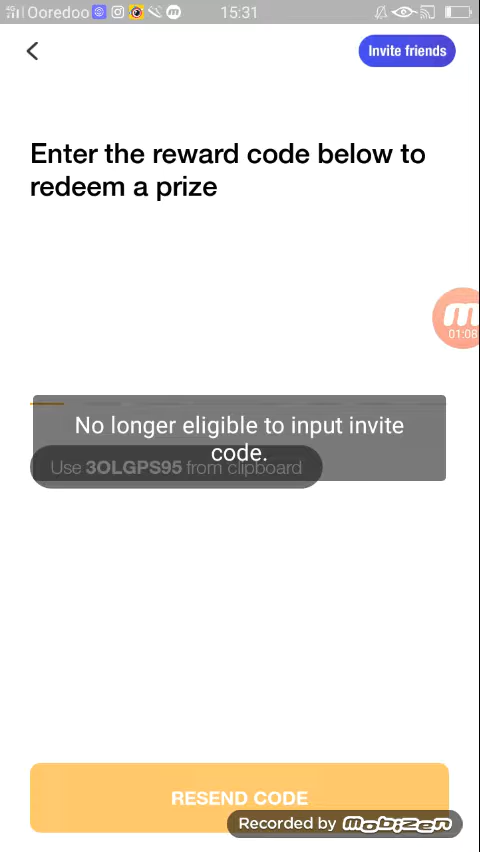 4G Ooredoo 15:31
Invite friends
Enter the reward code below to
redeem a prize
01:08
No longer eligible to input invite
code.
Use 3OLGPS95 from clipboard
RESEND CODE
Recorded by mobizen